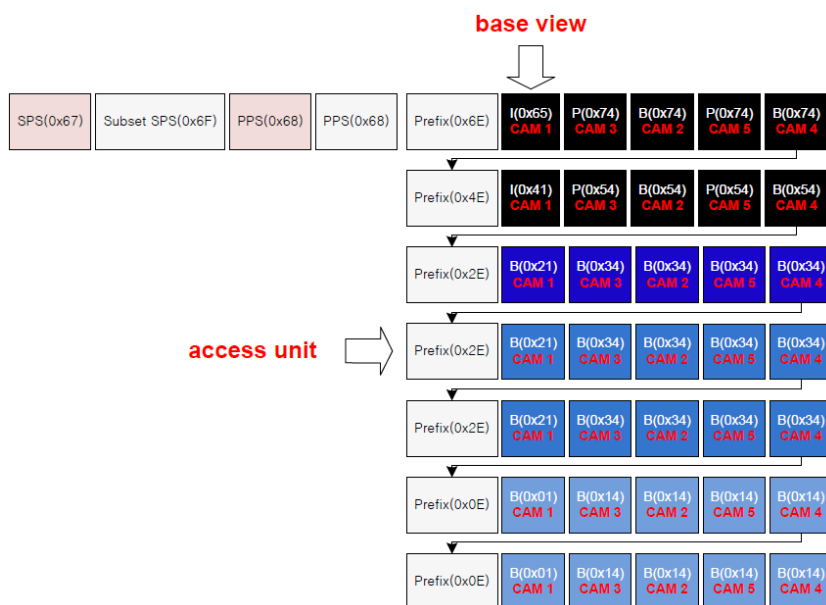 base view
SPS(0x67) Subset SPS(0x6F) PPS(0x68) PPS(0x68) Prefix(0x6E) I(0x65) P(0x74) B(0x74) P(0x74) B(0x74)
CAM 1 CAM 3 CAM 2 CAM 5 CAM 4
Prefix(0x4E) I(0x41) P(0x54) B(0x54) P(0x54) B(0x54)
CAM 1 CAM 3 CAM 2 CAM 5 CAM 4
Prefix(0x2E) B(0x21) B(0x34) B(0x34) B(0x34) B(0x34)
CAM 1 CAM 3 CAM 2 CAM 5 CAM 4
access unit Prefix(0x2E) B(0x21) B(0x34) B(0x34) B(0x34) B(0x34)
CAM 1 CAM 3 CAM 2 CAM 5 CAM 4
Prefix(0x2E) B(0x21) B(0x34) B(0x34) B(0x34) B(0x34)
CAM 1 CAM 3 CAM 2 CAM 5 CAM 4
Prefix(0x0E) B(0x01) B(0x14) B(0x14) B(0x14) B(0x14)
CAM 1 CAM 3 CAM 2 CAM 5 CAM 4
Prefix(0x0E) B(0x01) B(0x14) B(0x14) B(0x14) B(0x14)
CAM 1 CAM 3 CAM 2 CAM 5 CAM 4